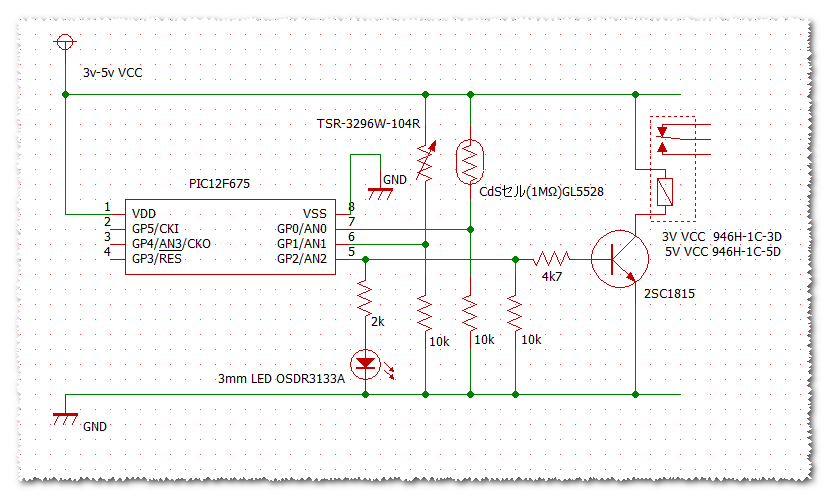 3v-5v VCC
TSR-3296W-104R
GND
CdSセル(1MΩ)GL5528
PIC12F675
1 VDD VSS 8
2 GP5/CKI GP0/AN0 7
3 GP4/AN3/CKO GP1/AN1 6
4 GP3/RES GP2/AN2 5
3V VCC 946H-1C-3D
5V VCC 946H-1C-5D
4k7
2SC1815
2k
10k
10k
10k
3mm LED OSDR3133A
GND